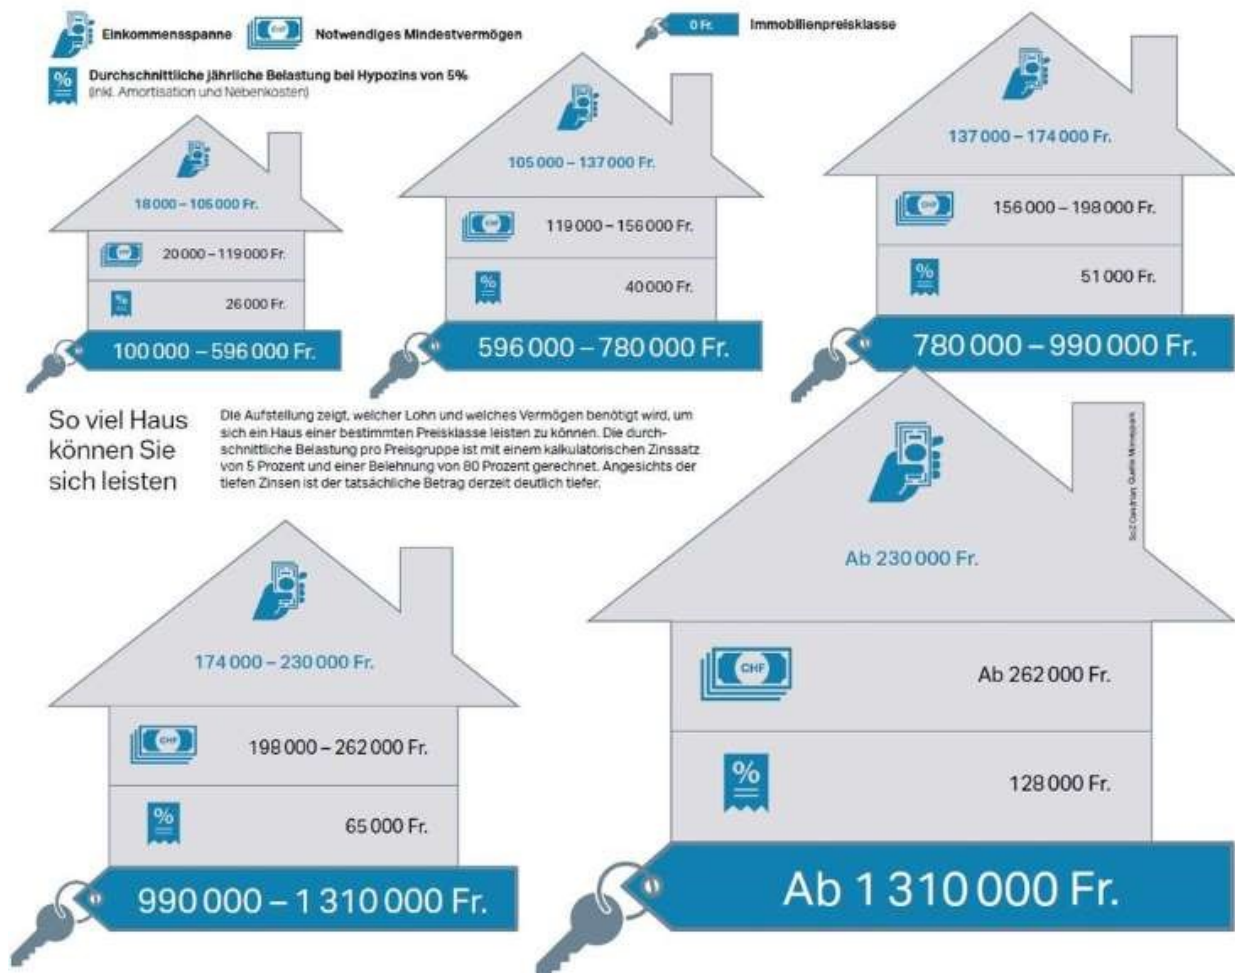 Einkommensspanne
Notwendiges Mindestvermögen
0 Fr.
Immobilienpreisklasse
Durchschnittliche jährliche Belastung bei Hypozins von 5%
(inkl. Amortisation und Nebenkosten)
18 000 – 105 000 Fr.
CHF
20 000 – 119 000 Fr.
%
26 000 Fr.
100 000 – 596 000 Fr.
105 000 – 137 000 Fr.
CHF
119 000 – 156 000 Fr.
%
40 000 Fr.
596 000 – 780 000 Fr.
137 000 – 174 000 Fr.
CHF
156 000 – 198 000 Fr.
%
51 000 Fr.
780 000 – 990 000 Fr.
So viel Haus
können Sie
sich leisten
Die Aufstellung zeigt, welcher Lohn und welches Vermögen benötigt wird, um
sich ein Haus einer bestimmten Preisklasse leisten zu können. Die durch-
schnittliche Belastung pro Preisgruppe ist mit einem kalkulatorischen Zinssatz
von 5 Prozent und einer Belehnung von 80 Prozent gerechnet. Angesichts der
tiefen Zinsen ist der tatsächliche Betrag derzeit deutlich tiefer.
174 000 – 230 000 Fr.
CHF
198 000 – 262 000 Fr.
%
65 000 Fr.
990 000 – 1 310 000 Fr.
Ab 230 000 Fr.
CHF
Ab 262 000 Fr.
%
128 000 Fr.
Ab 1 310 000 Fr.
Quelle: Moneypark